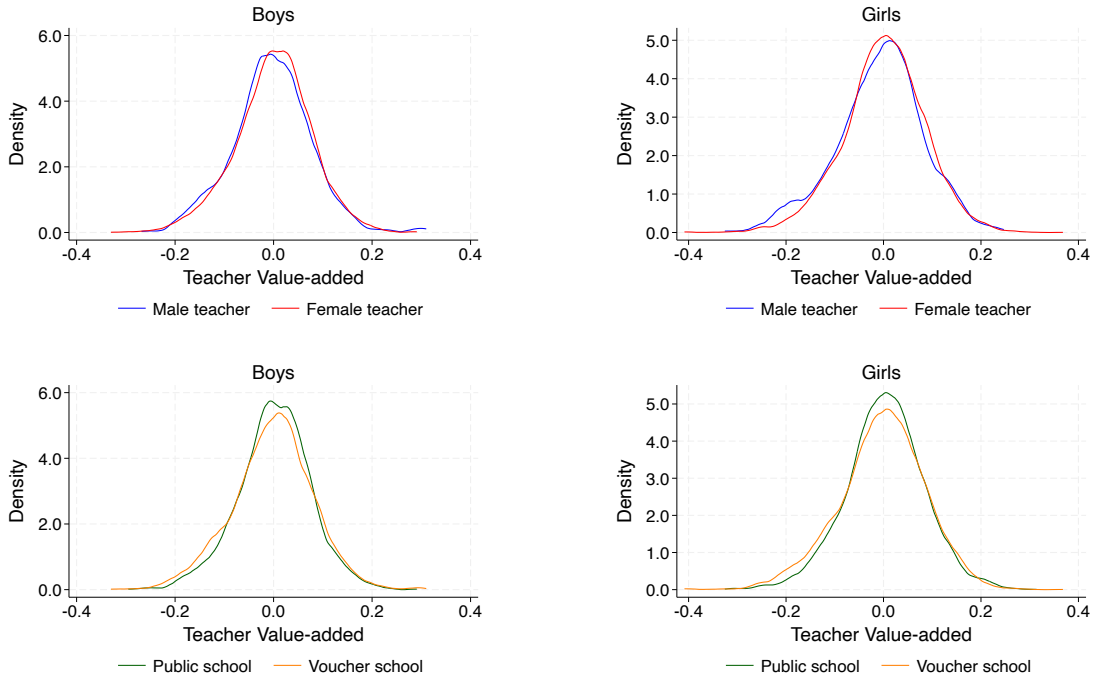 Boys
6.0
4.0
2.0
0.0
Density
-0.4 -0.2 0.0 0.2 0.4
Teacher Value-added
Male teacher Female teacher
Girls
5.0
4.0
3.0
2.0
1.0
0.0
Density
-0.4 -0.2 0.0 0.2 0.4
Teacher Value-added
Male teacher Female teacher
Boys
6.0
4.0
2.0
0.0
Density
-0.4 -0.2 0.0 0.2 0.4
Teacher Value-added
Public school Voucher school
Girls
5.0
4.0
3.0
2.0
1.0
0.0
Density
-0.4 -0.2 0.0 0.2 0.4
Teacher Value-added
Public school Voucher school